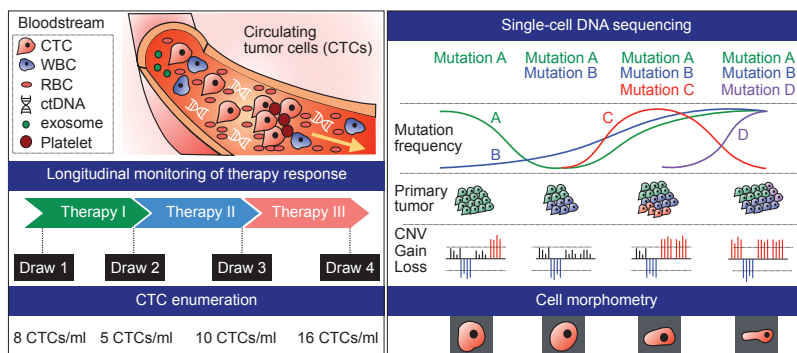 Bloodstream
CTC
WBC
RBC
ctDNA
exosome
Platelet
Circulating
tumor cells (CTCs)
Longitudinal monitoring of therapy response
Therapy I
Therapy II
Therapy III
Draw 1
Draw 2
Draw 3
Draw 4
CTC enumeration
8 CTCs/ml
5 CTCs/ml
10 CTCs/ml
16 CTCs/ml
Single-cell DNA sequencing
Mutation A
Mutation A
Mutation B
Mutation A
Mutation B
Mutation C
Mutation A
Mutation B
Mutation D
Mutation
frequency
A
B
C
D
Primary
tumor
CNV
Gain
Loss
Cell morphometry